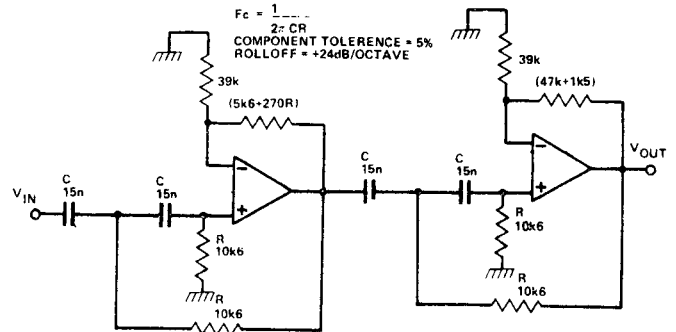 Fc = 1
2π CR
COMPONENT TOLERENCE = 5%
ROLLOFF = +24dB/OCTAVE
39k
(5k6+270R)
39k
(47k+1k5)
VIN
C
15n
C
15n
−
+
R
10k6
R
10k6
C
15n
C
15n
−
+
R
10k6
R
10k6
VOUT